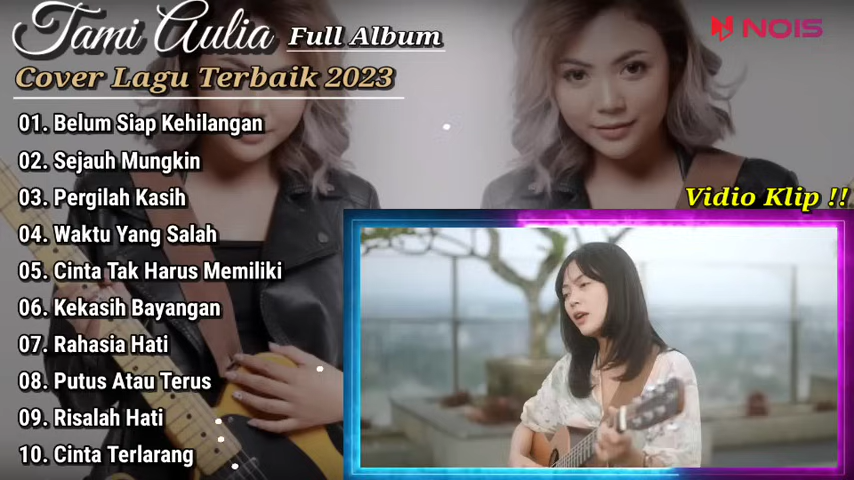 Tami Aulia Full Album
NOIS
Cover Lagu Terbaik 2023
01. Belum Siap Kehilangan
02. Sejauh Mungkin
03. Pergilah Kasih
Vidio Klip !!
04. Waktu Yang Salah
05. Cinta Tak Harus Memiliki
06. Kekasih Bayangan
07. Rahasia Hati
08. Putus Atau Terus
09. Risalah Hati
10. Cinta Terlarang